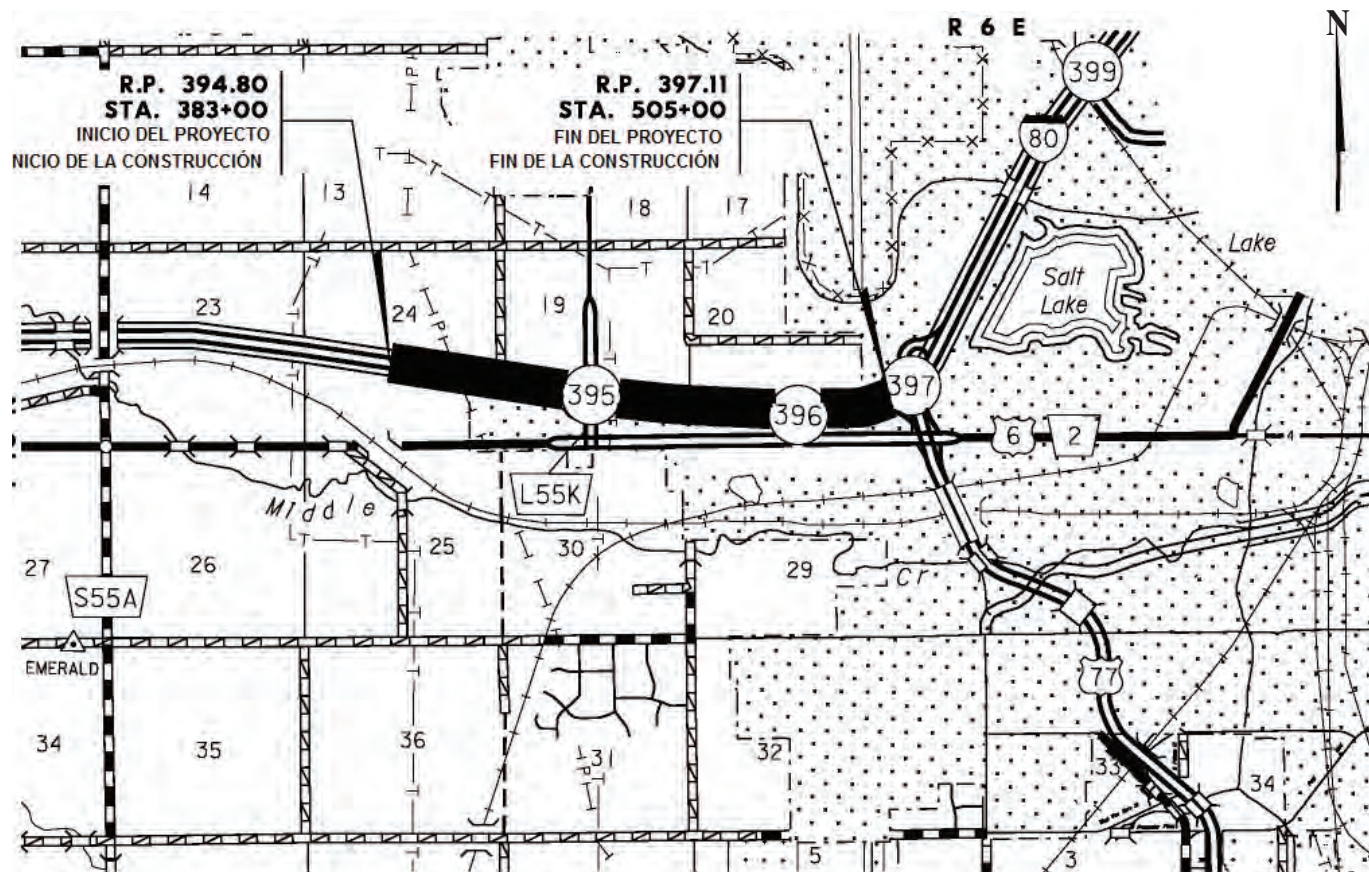 N
R 6 E
399
R.P. 394.80
STA. 383+00
INICIO DEL PROYECTO
NICIO DE LA CONSTRUCCIÓN
R.P. 397.11
STA. 505+00
FIN DEL PROYECTO
FIN DE LA CONSTRUCCIÓN
80
14
13
18
17
Lake
Salt
Lake
23
24
19
20
395
396
397
6
2
L55K
Middle
25
30
29
Cr
27
26
S55A
EMERALD
77
34
35
36
31
32
33
34
5
3